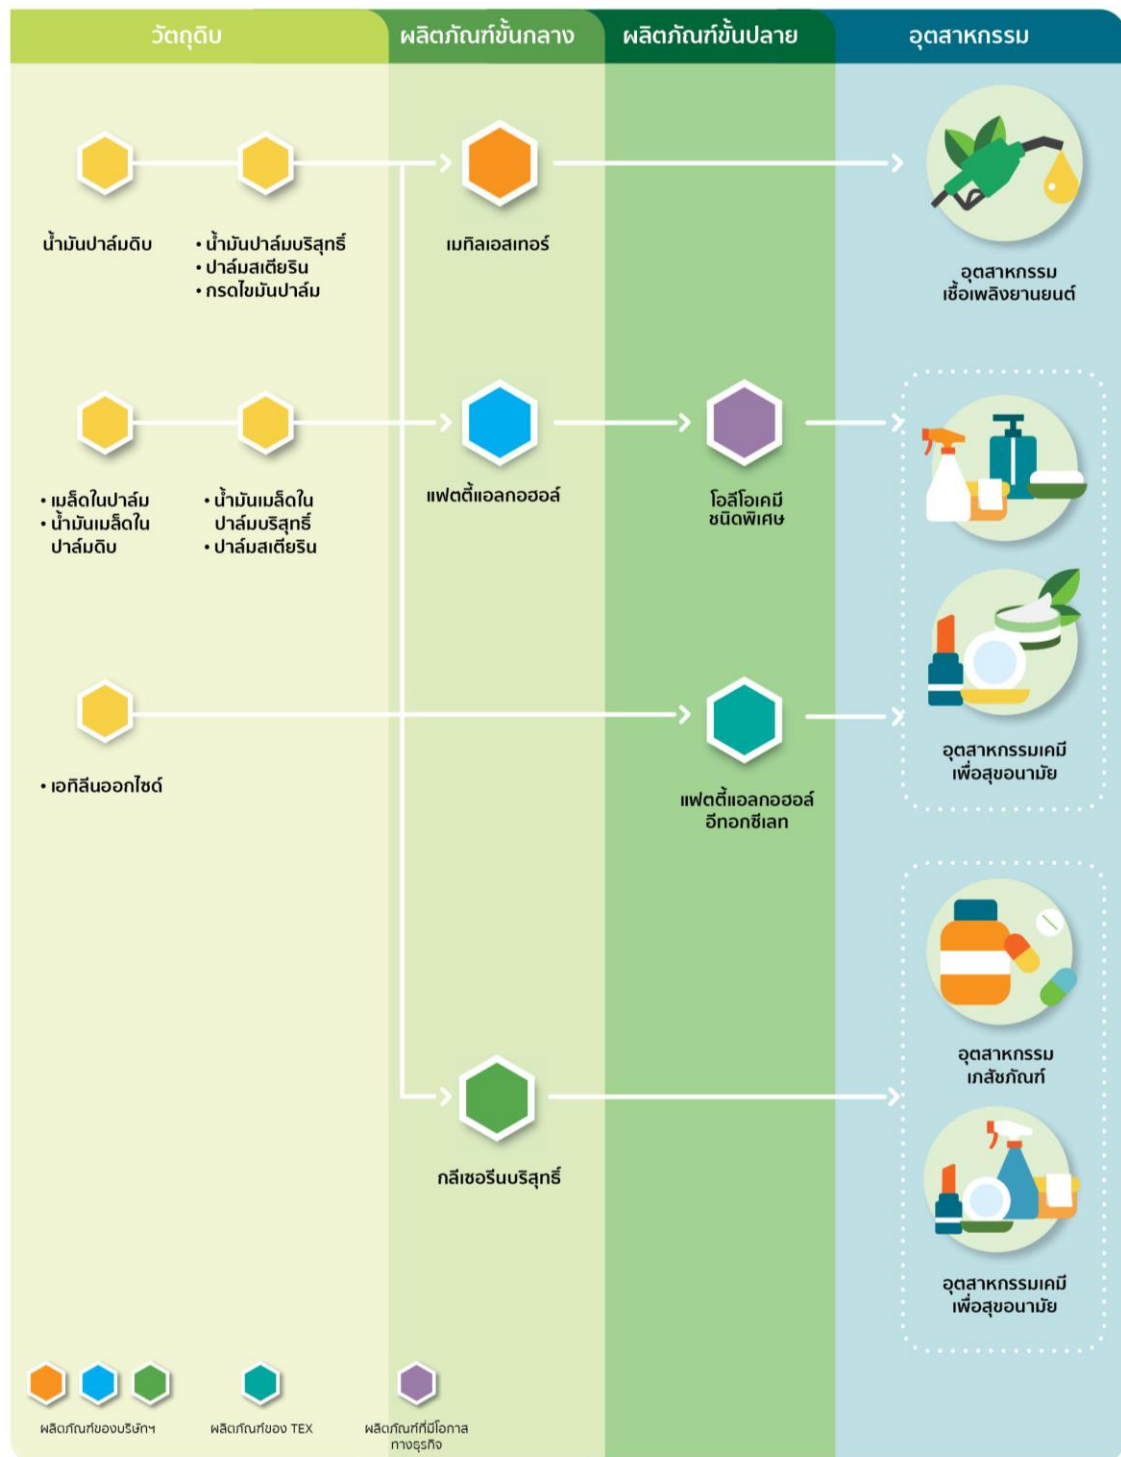 วัตถุดิบ
ผลิตภัณฑ์ขั้นกลาง
ผลิตภัณฑ์ขั้นปลาย
อุตสาหกรรม
น้ำมันปาล์มดิบ
• น้ำมันปาล์มบริสุทธิ์
• ปาล์มสเตียริน
• กรดไขมันปาล์ม
เมทิลเอสเทอร์
อุตสาหกรรม
เชื้อเพลิงยานยนต์
• เมล็ดในปาล์ม
• น้ำมันเมล็ดใน
ปาล์มดิบ
• น้ำมันเมล็ดใน
ปาล์มบริสุทธิ์
• ปาล์มสเตียริน
แฟตตี้แอลกอฮอล์
โอลีโอเคมี
ชนิดพิเศษ
• เอทิลีนออกไซด์
แฟตตี้แอลกอฮอล์
อีทอกซีเลท
อุตสาหกรรมเคมี
เพื่อสุขอนามัย
กลีเซอรีนบริสุทธิ์
อุตสาหกรรม
เภสัชภัณฑ์
อุตสาหกรรมเคมี
เพื่อสุขอนามัย
ผลิตภัณฑ์ของบริษัทฯ
ผลิตภัณฑ์ของ TEX
ผลิตภัณฑ์ที่มีโอกาส
ทางธุรกิจ